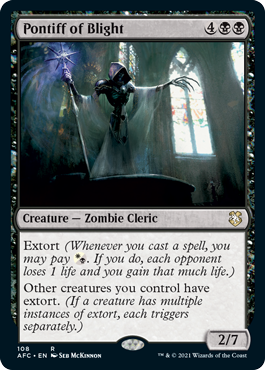 Pontiff of Blight 4
Creature — Zombie Cleric
Extort (Whenever you cast a spell, you
may pay . If you do, each opponent
loses 1 life and you gain that much life.)
Other creatures you control have
extort. (If a creature has multiple
instances of extort, each triggers
separately.)
2/7
108 R
AFC • EN SEB MCKINNON
™ & © 2021 Wizards of the Coast